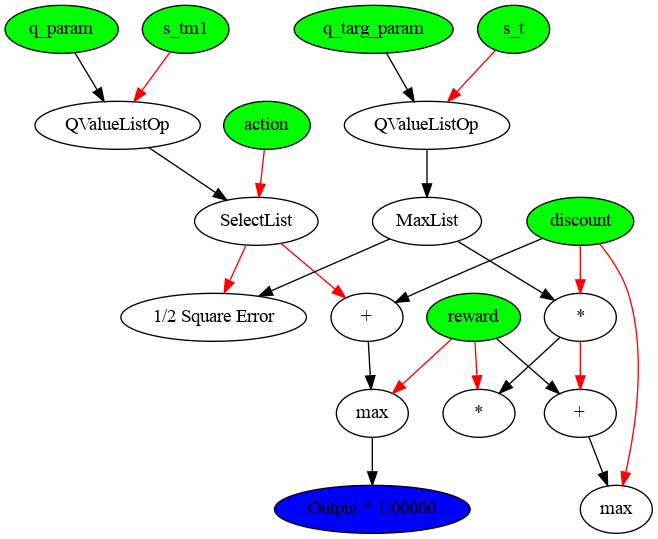 q_param
s_tm1
q_targ_param
s_t
QValueListOp
action
QValueListOp
SelectList
MaxList
discount
1/2 Square Error
+
reward
*
max
*
+
Output * 1.00000
max